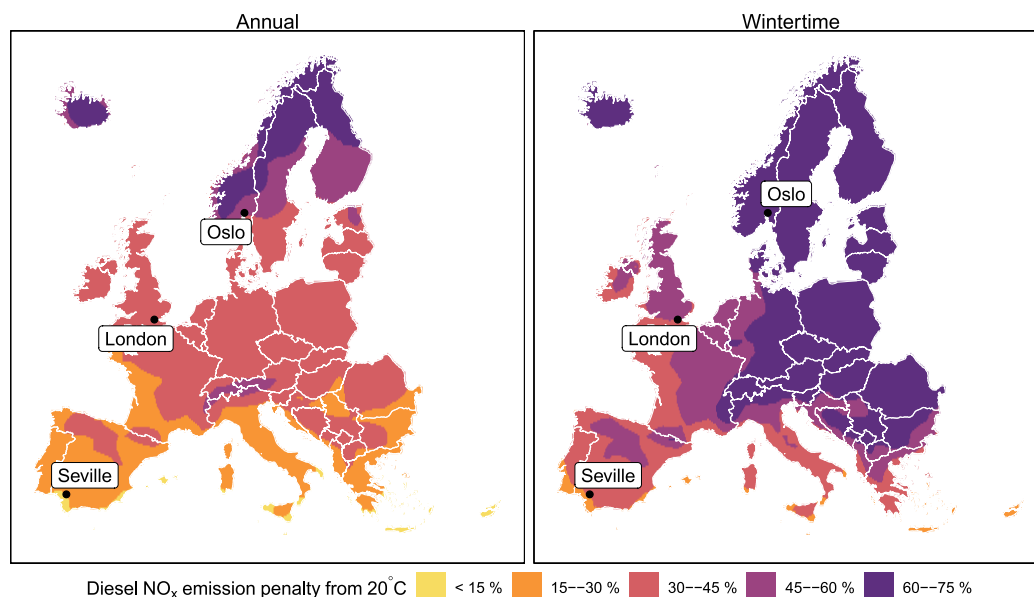 Annual
Wintertime
Oslo
London
Seville
Oslo
London
Seville
Diesel NOₓ emission penalty from 20°C < 15 % 15−−30 % 30−−45 % 45−−60 % 60−−75 %